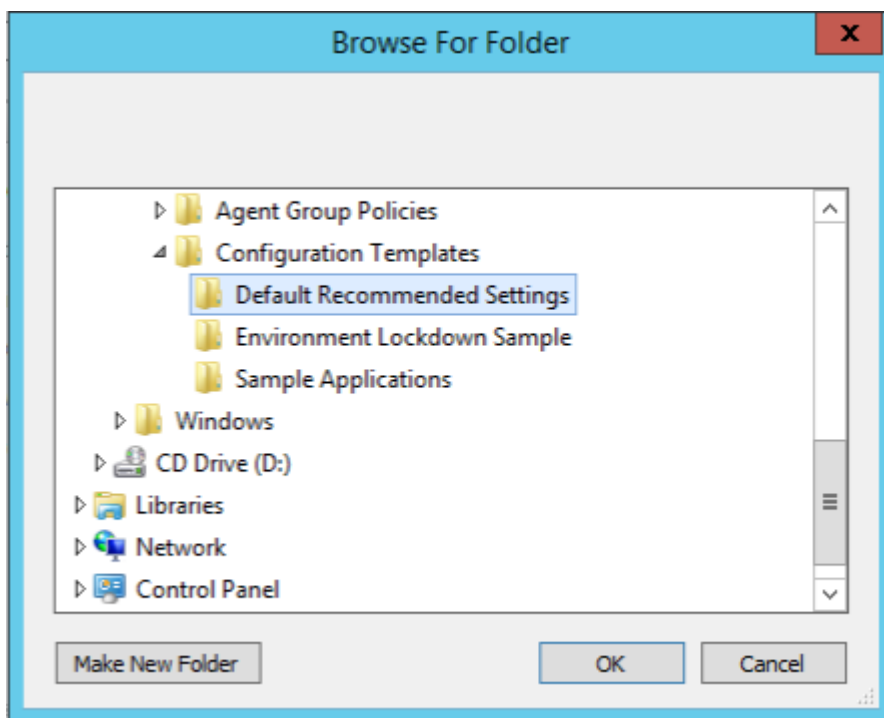 Browse For Folder
x
Agent Group Policies
Configuration Templates
Default Recommended Settings
Environment Lockdown Sample
Sample Applications
Windows
CD Drive (D:)
Libraries
Network
Control Panel
Make New Folder OK Cancel